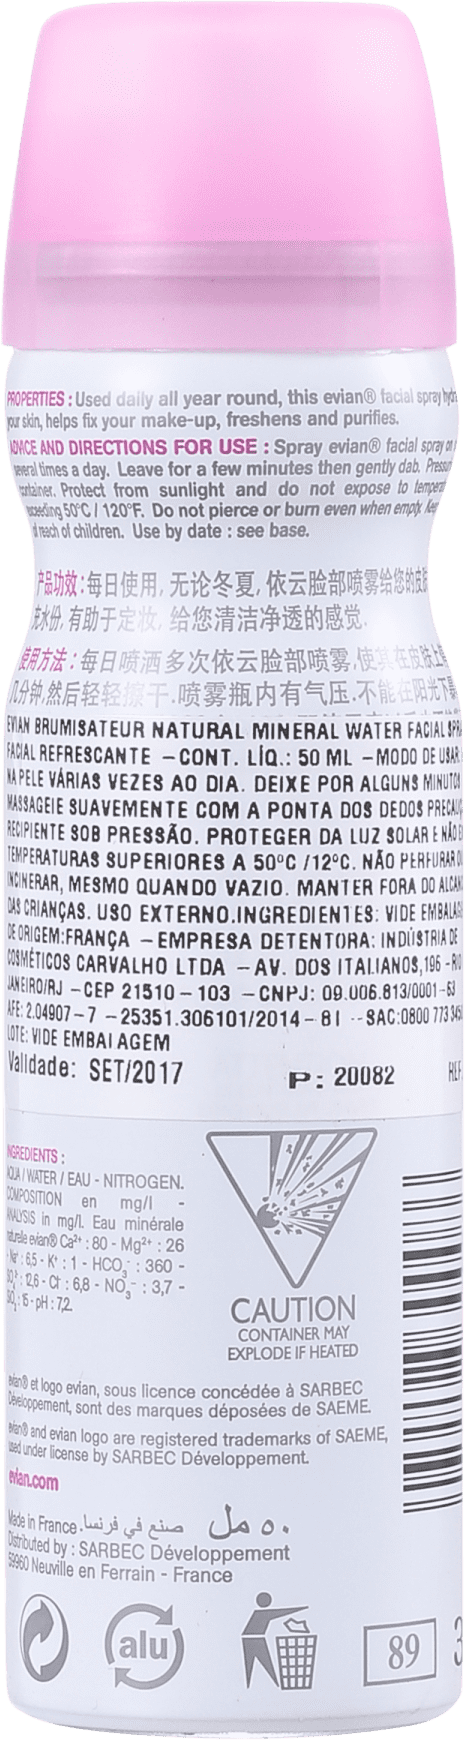 PROPERTIES : Used daily all year round, this evian® facial spray
your skin, helps fix your make-up, freshens and purifies.
ADVICE AND DIRECTIONS FOR USE : Spray evian® facial spray on
several times a day. Leave for a few minutes then gently dab.
container. Protect from sunlight and do not expose to
exceeding 50°C / 120°F. Do not pierce or burn even when empty. Keep
of reach of children. Use by date : see base.
产品功效:每日使用,无论冬夏,依云脸部喷雾给您的皮肤
充水份,有助于定妆,给您清洁净透的感觉.
使用方法:每日喷洒多次依云脸部喷雾.使其在皮肤上
几分钟,然后轻轻擦干.喷雾瓶内有气压.不能在阳光下
EVIAN BRUMISATEUR NATURAL MINERAL WATER FACIAL
FACIAL REFRESCANTE – CONT. LÍQ.: 50 ML – MODO DE USAR:
NA PELE VÁRIAS VEZES AO DIA. DEIXE POR ALGUNS MINUTOS
MASSAGEIE SUAVEMENTE COM A PONTA DOS DEDOS
RECIPIENTE SOB PRESSÃO. PROTEGER DA LUZ SOLAR E NÃO
TEMPERATURAS SUPERIORES A 50°C /12°C. NÃO PERFURAR OU
INCINERAR, MESMO QUANDO VAZIO. MANTER FORA DO
DAS CRIANÇAS. USO EXTERNO.INGREDIENTES: VIDE
DE ORIGEM:FRANÇA – EMPRESA DETENTORA: INDÚSTRIA DE
COSMÉTICOS CARVALHO LTDA – AV. DOS ITALIANOS,
JANEIRO/RJ – CEP 21510 – 103 – CNPJ: 09.006.813/0001-63
AFE: 2.04907 – 7 – 25351.306101/2014 – 81 -- SAC:0800 773
LOTE: VIDE EMBALAGEM
Validade: SET/2017 P: 20082
INGREDIENTS :
AQUA / WATER / EAU - NITROGEN.
COMPOSITION en mg/l -
ANALYSIS in mg/l. Eau minérale
naturelle evian® Ca²⁺ : 80 - Mg²⁺ : 26
- Na⁺ : 6,5 - K⁺ : 1 - HCO₃⁻ : 360 -
SO₄²⁻ : 12,6 - Cl⁻ : 6,8 - NO₃⁻ : 3,7 -
SiO₂ : 15 - pH : 7,2.
CAUTION
CONTAINER MAY
EXPLODE IF HEATED
evian® et logo evian, sous licence concédée à SARBEC
Développement, sont des marques déposées de SAEME.
evian® and evian logo are registered trademarks of SAEME,
used under license by SARBEC Développement.
evian.com
Made in France. صنع في فرنسا. ٥٠ مل
Distributed by : SARBEC Développement
59960 Neuville en Ferrain - France
alu
89
3